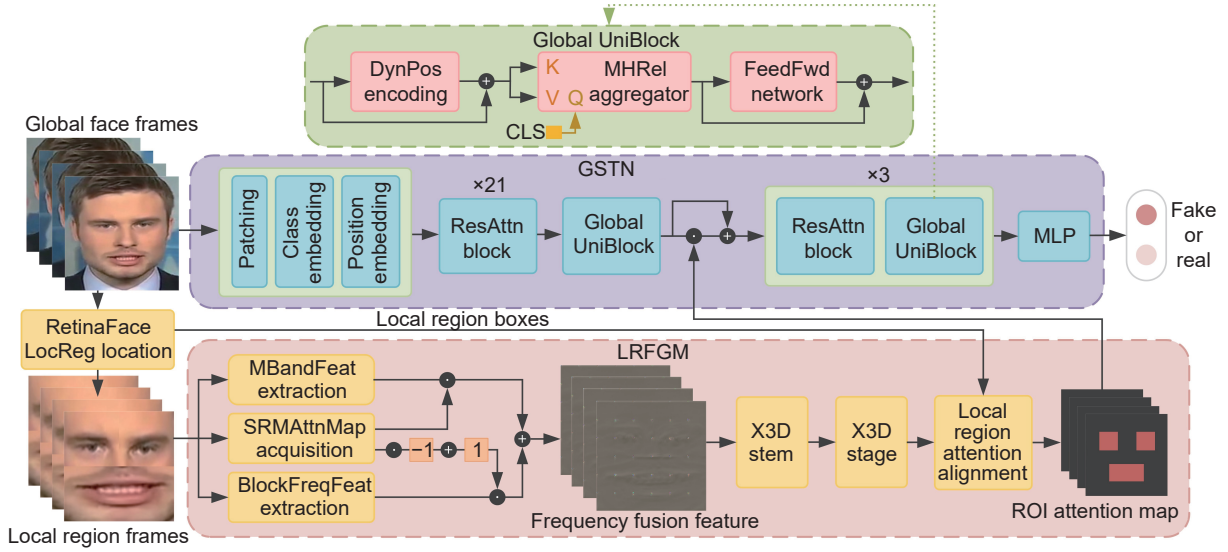 Global UniBlock
DynPos
encoding
K
V Q
MHRel
aggregator
FeedFwd
network
CLS
Global face frames
GSTN
Patching
Class
embedding
Position
embedding
×21
ResAttn
block
Global
UniBlock
×3
ResAttn
block
Global
UniBlock
MLP
Fake
or
real
RetinaFace
LocReg location
Local region boxes
LRFGM
MBandFeat
extraction
SRMAttnMap
acquisition
−1
1
BlockFreqFeat
extraction
X3D
stem
X3D
stage
Local
region
attention
alignment
Frequency fusion feature
ROI attention map
Local region frames